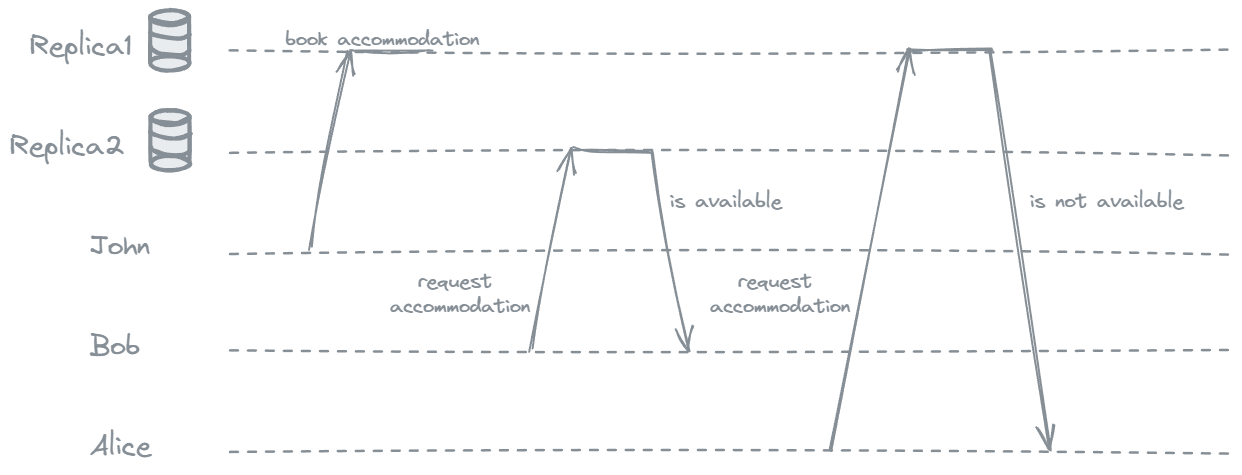 Replica1
book accommodation
Replica2
is available
is not available
John
request
accommodation
request
accommodation
Bob
Alice